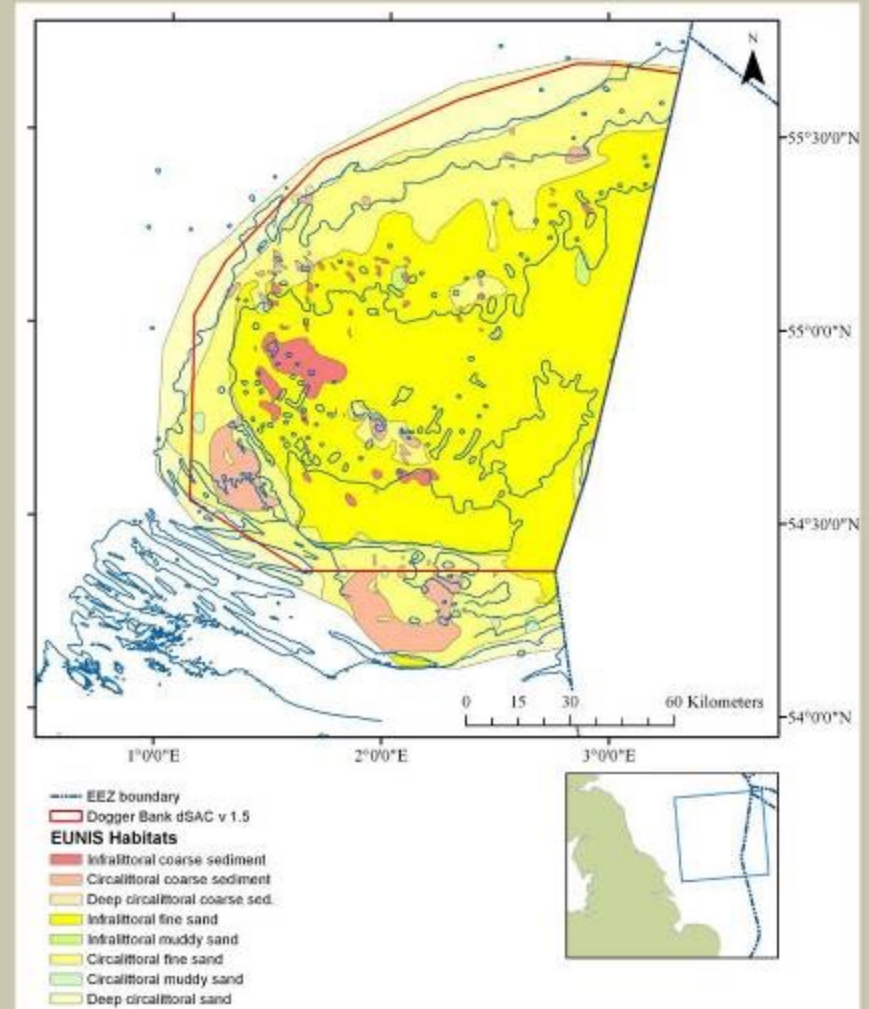 N
55°30'0"N
55°0'0"N
54°30'0"N
0 15 30 60 Kilometers
54°0'0"N
1°0'0"E 2°0'0"E 3°0'0"E
EEZ boundary
Dogger Bank dSAC v 1.5
EUNIS Habitats
Infralittoral coarse sediment
Circalittoral coarse sediment
Deep circalittoral coarse sed.
Infralittoral fine sand
Infralittoral muddy sand
Circalittoral fine sand
Circalittoral muddy sand
Deep circalittoral sand